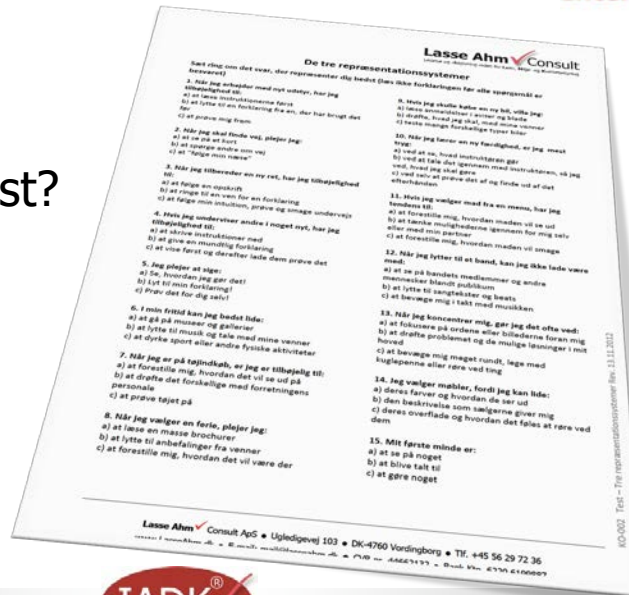 st?
Lasse Ahm Consult
De tre repræsentationssystemer
Sæt ring om det svar, der repræsenter dig bedst (læs ikke forklaringen før alle spørgsmål er
besvaret)
1. Når jeg arbejder med nyt udstyr, har jeg
tilbøjelighed til:
a) at læse instruktionerne først
b) at lytte til en forklaring fra en, der har brugt det
før
c) at prøve mig frem
2. Når jeg skal finde vej, plejer jeg:
a) at se på et kort
b) at spørge andre om vej
c) at "følge min næse"
3. Når jeg tilbereder en ny ret, har jeg tilbøjelighed
til:
a) at følge en opskrift
b) at ringe til en ven for en forklaring
c) at følge min intuition, prøve og smage undervejs
4. Hvis jeg underviser andre i noget nyt, har jeg
tilbøjelighed til:
a) at skrive instruktioner ned
b) at give en mundtlig forklaring
c) at vise først og derefter lade dem prøve det
5. Jeg plejer at sige:
a) Se, hvordan jeg gør det!
b) Lyt til min forklaring!
c) Prøv det for dig selv!
6. I min fritid kan jeg bedst lide:
a) at gå på museer og gallerier
b) at lytte til musik og tale med mine venner
c) at dyrke sport eller andre fysiske aktiviteter
7. Når jeg er på tøjindkøb, er jeg er tilbøjelig til:
a) at forestille mig, hvordan det vil se ud på
b) at drøfte det forskellige med forretningens
personale
c) at prøve tøjet på
8. Når jeg vælger en ferie, plejer jeg:
a) at læse en masse brochurer
b) at lytte til anbefalinger fra venner
c) at forestille mig, hvordan det vil være der
9. Hvis jeg skulle købe en ny bil, ville jeg:
a) læse anmeldelser i aviser og blade
b) drøfte, hvad jeg skal, med mine venner
c) teste mange forskellige typer biler
10. Når jeg lærer en ny færdighed, er jeg mest
tryg:
a) ved at se, hvad instruktøren gør
b) ved at tale det igennem med instruktøren, så jeg
ved, hvad jeg skal gøre
c) ved selv at prøve det af og finde ud af det
efterhånden
11. Hvis jeg vælger mad fra en menu, har jeg
tendens til:
a) at forestille mig, hvordan maden vil se ud
b) at tænke mulighederne igennem for mig selv
eller med min partner
c) at forestille mig, hvordan maden vil smage
12. Når jeg lytter til et band, kan jeg ikke lade være
med:
a) at se på bandets medlemmer og andre
mennesker blandt publikum
b) at lytte til sangtekster og beats
c) at bevæge mig i takt med musikken
13. Når jeg koncentrer mig, gør jeg det ofte ved:
a) at fokusere på ordene eller billederne foran mig
b) at drøfte problemet og de mulige løsninger i mit
hoved
c) at bevæge mig meget rundt, lege med
kuglepenne eller røre ved ting
14. Jeg vælger møbler, fordi jeg kan lide:
a) deres farver og hvordan de ser ud
b) den beskrivelse som sælgerne giver mig
c) deres overflade og hvordan det føles at røre ved
dem
15. Mit første minde er:
a) at se på noget
b) at blive talt til
c) at gøre noget
KO-002 Test – Tre repræsentationssystemer Rev. 13.11.2012
Lasse Ahm Consult ApS • Ugledigevej 103 • DK-4760 Vordingborg • Tlf. +45 56 29 72 36
IADK®